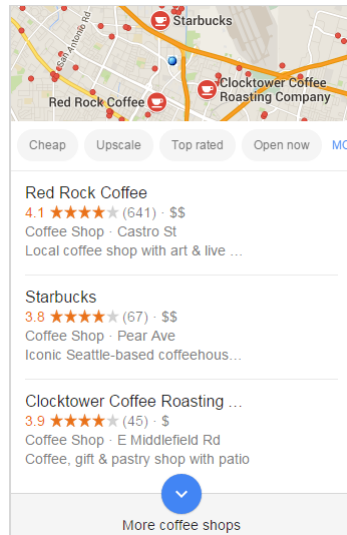 San Antonio Rd
Starbucks
Clocktower Coffee
Roasting Company
Red Rock Coffee
Cheap
Upscale
Top rated
Open now
MO
Red Rock Coffee
4.1 ★★★★★ (641) · $$
Coffee Shop · Castro St
Local coffee shop with art & live ...
Starbucks
3.8 ★★★★★ (67) · $$
Coffee Shop · Pear Ave
Iconic Seattle-based coffeehous...
Clocktower Coffee Roasting ...
3.9 ★★★★★ (45) · $
Coffee Shop · E Middlefield Rd
Coffee, gift & pastry shop with patio
More coffee shops